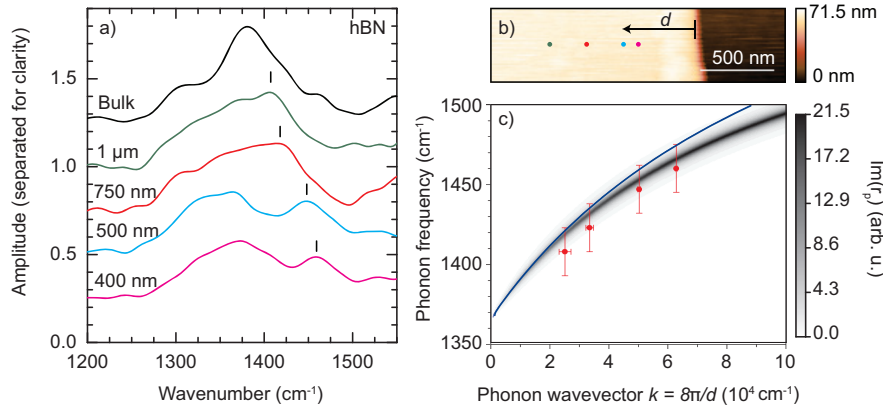 a)
hBN
Bulk
1 µm
750 nm
500 nm
400 nm
Amplitude (separated for clarity)
1.5
1.0
0.5
0.0
1200 1300 1400 1500
Wavenumber (cm⁻¹)
b)
d
500 nm
71.5 nm
0 nm
c)
Phonon frequency (cm⁻¹)
1500
1450
1400
1350
0 2 4 6 8 10
Phonon wavevector k = 8π/d (10⁴ cm⁻¹)
21.5
17.2
12.9
8.6
4.3
0.0
Im(rₚ) (arb. u.)